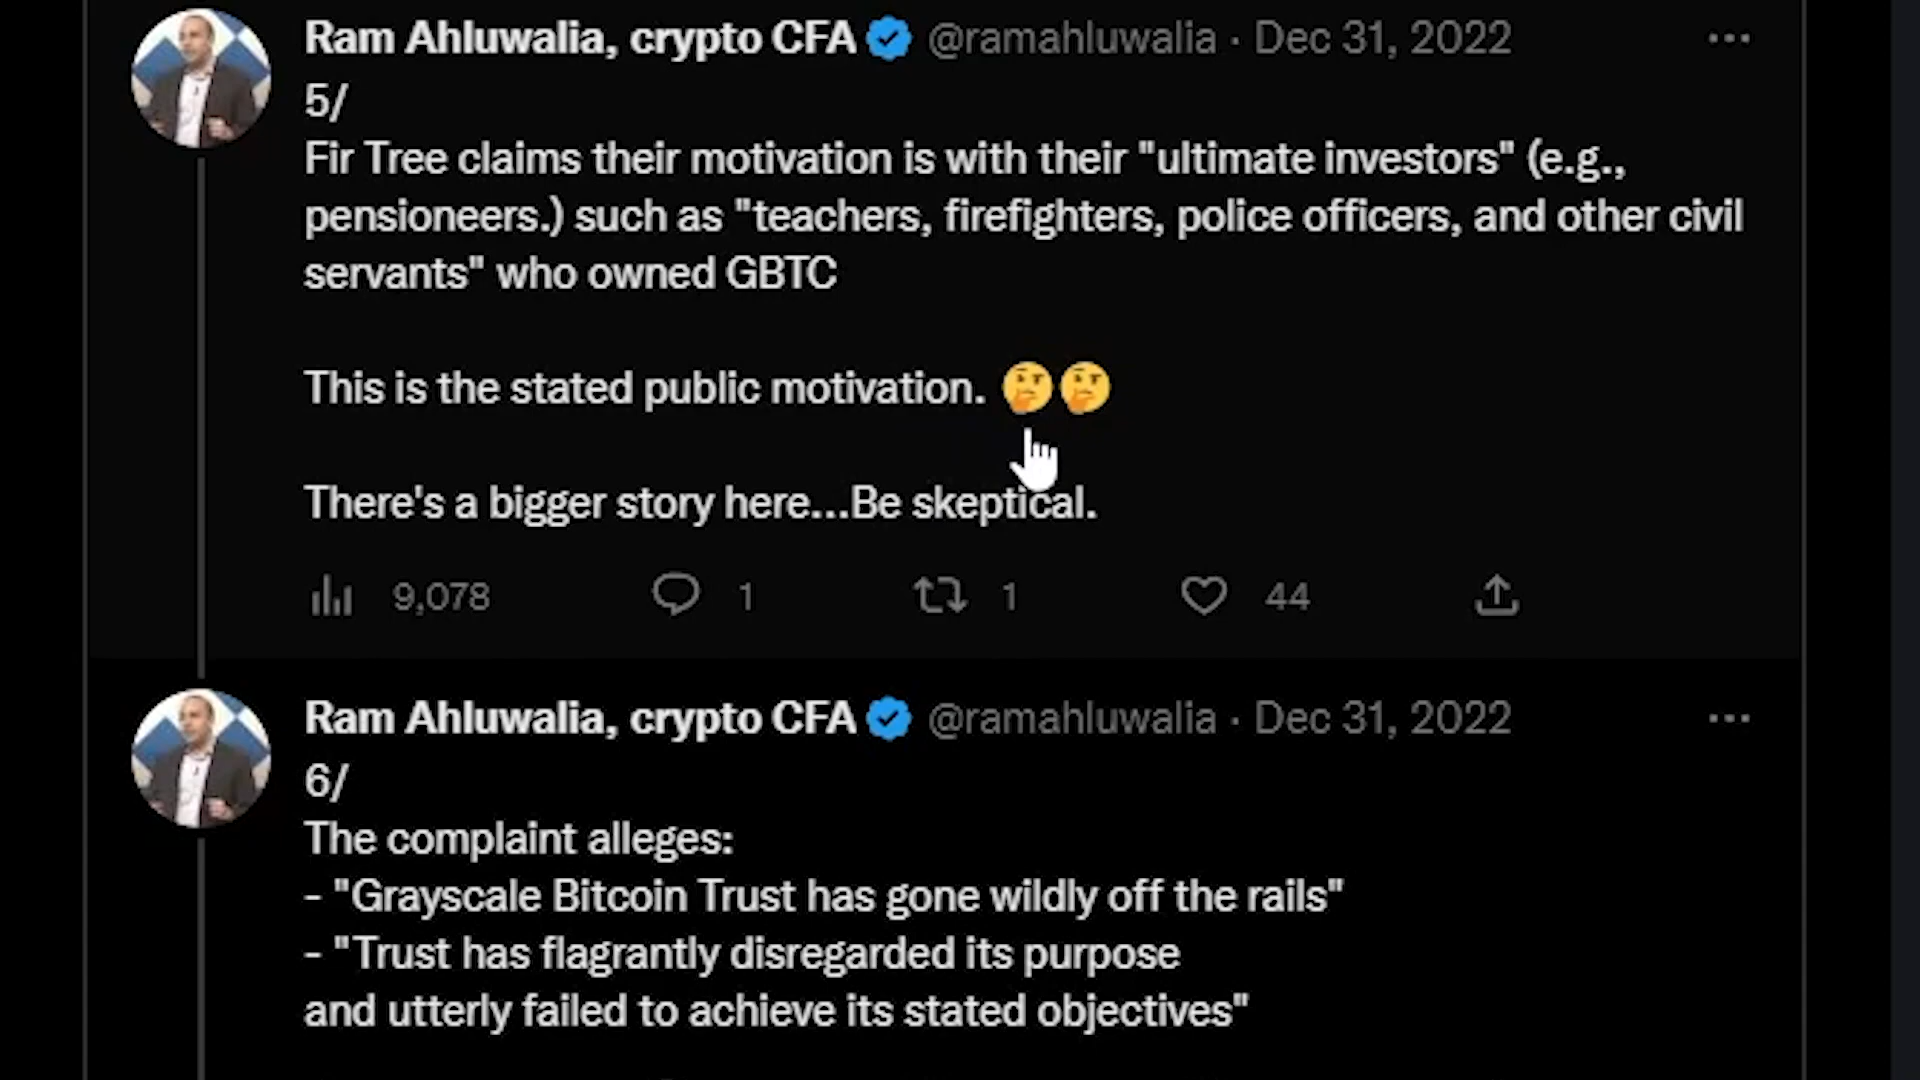 Ram Ahluwalia, crypto CFA @ramahluwalia · Dec 31, 2022
5/
Fir Tree claims their motivation is with their "ultimate investors" (e.g.,
pensioneers.) such as "teachers, firefighters, police officers, and other civil
servants" who owned GBTC
This is the stated public motivation. 🤔🤔
There's a bigger story here...Be skeptical.
9,078 1 1 44
Ram Ahluwalia, crypto CFA @ramahluwalia · Dec 31, 2022
6/
The complaint alleges:
- "Grayscale Bitcoin Trust has gone wildly off the rails"
- "Trust has flagrantly disregarded its purpose
and utterly failed to achieve its stated objectives"